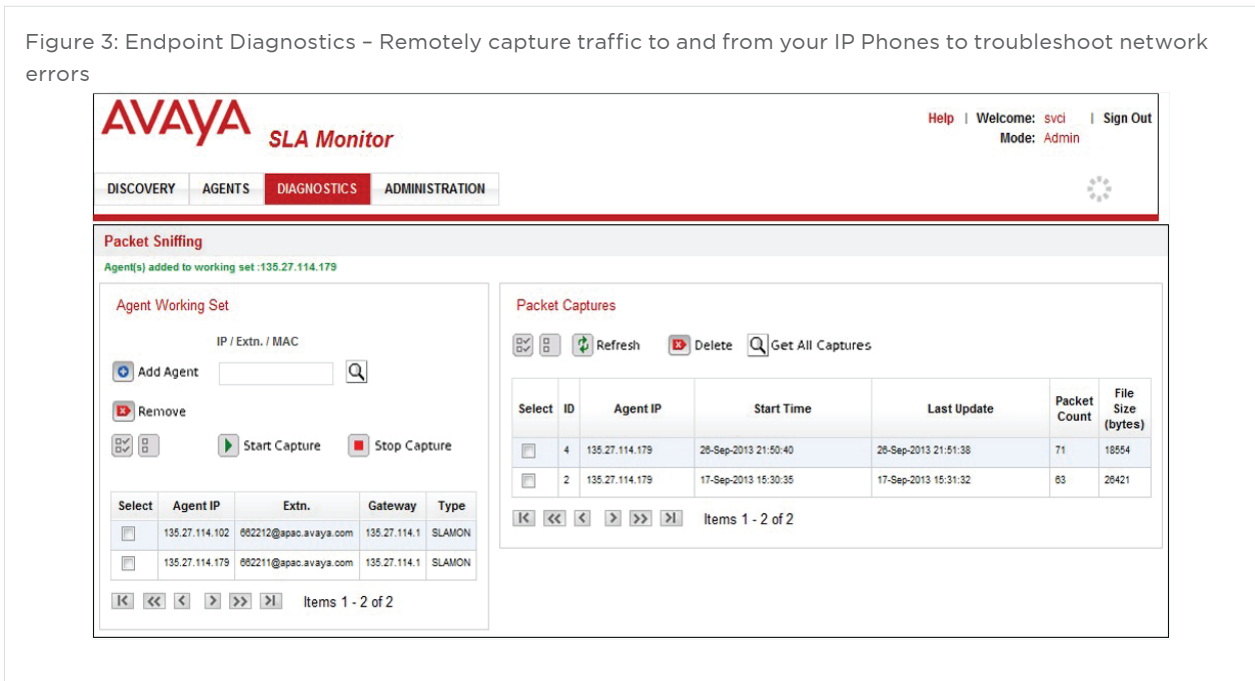 Figure 3: Endpoint Diagnostics – Remotely capture traffic to and from your IP Phones to troubleshoot network
errors
AVAYA
SLA Monitor
Help | Welcome: svci | Sign Out
Mode: Admin
DISCOVERY AGENTS DIAGNOSTICS ADMINISTRATION
Packet Sniffing
Agent(s) added to working set :135.27.114.179
Agent Working Set
IP / Extn. / MAC
Add Agent
Remove
Start Capture Stop Capture
Select Agent IP Extn. Gateway Type
135.27.114.102 662212@apac.avaya.com 135.27.114.1 SLAMON
135.27.114.179 662211@apac.avaya.com 135.27.114.1 SLAMON
Items 1 - 2 of 2
Packet Captures
Refresh Delete Get All Captures
Select ID Agent IP Start Time Last Update Packet Count File Size (bytes)
4 135.27.114.179 26-Sep-2013 21:50:40 26-Sep-2013 21:51:38 71 18554
2 135.27.114.179 17-Sep-2013 15:30:35 17-Sep-2013 15:31:32 63 26421
Items 1 - 2 of 2